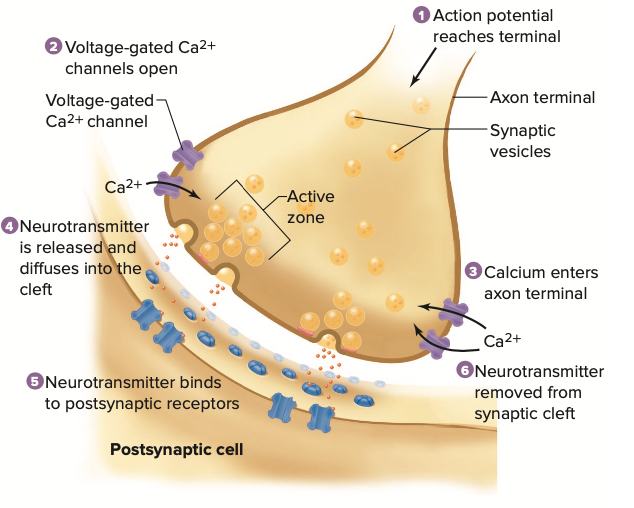 1 Action potential
reaches terminal
2 Voltage-gated Ca2+
channels open
Voltage-gated
Ca2+ channel
Axon terminal
Synaptic
vesicles
Ca2+
Active
zone
4 Neurotransmitter
is released and
diffuses into the
cleft
3 Calcium enters
axon terminal
Ca2+
5 Neurotransmitter binds
to postsynaptic receptors
6 Neurotransmitter
removed from
synaptic cleft
Postsynaptic cell